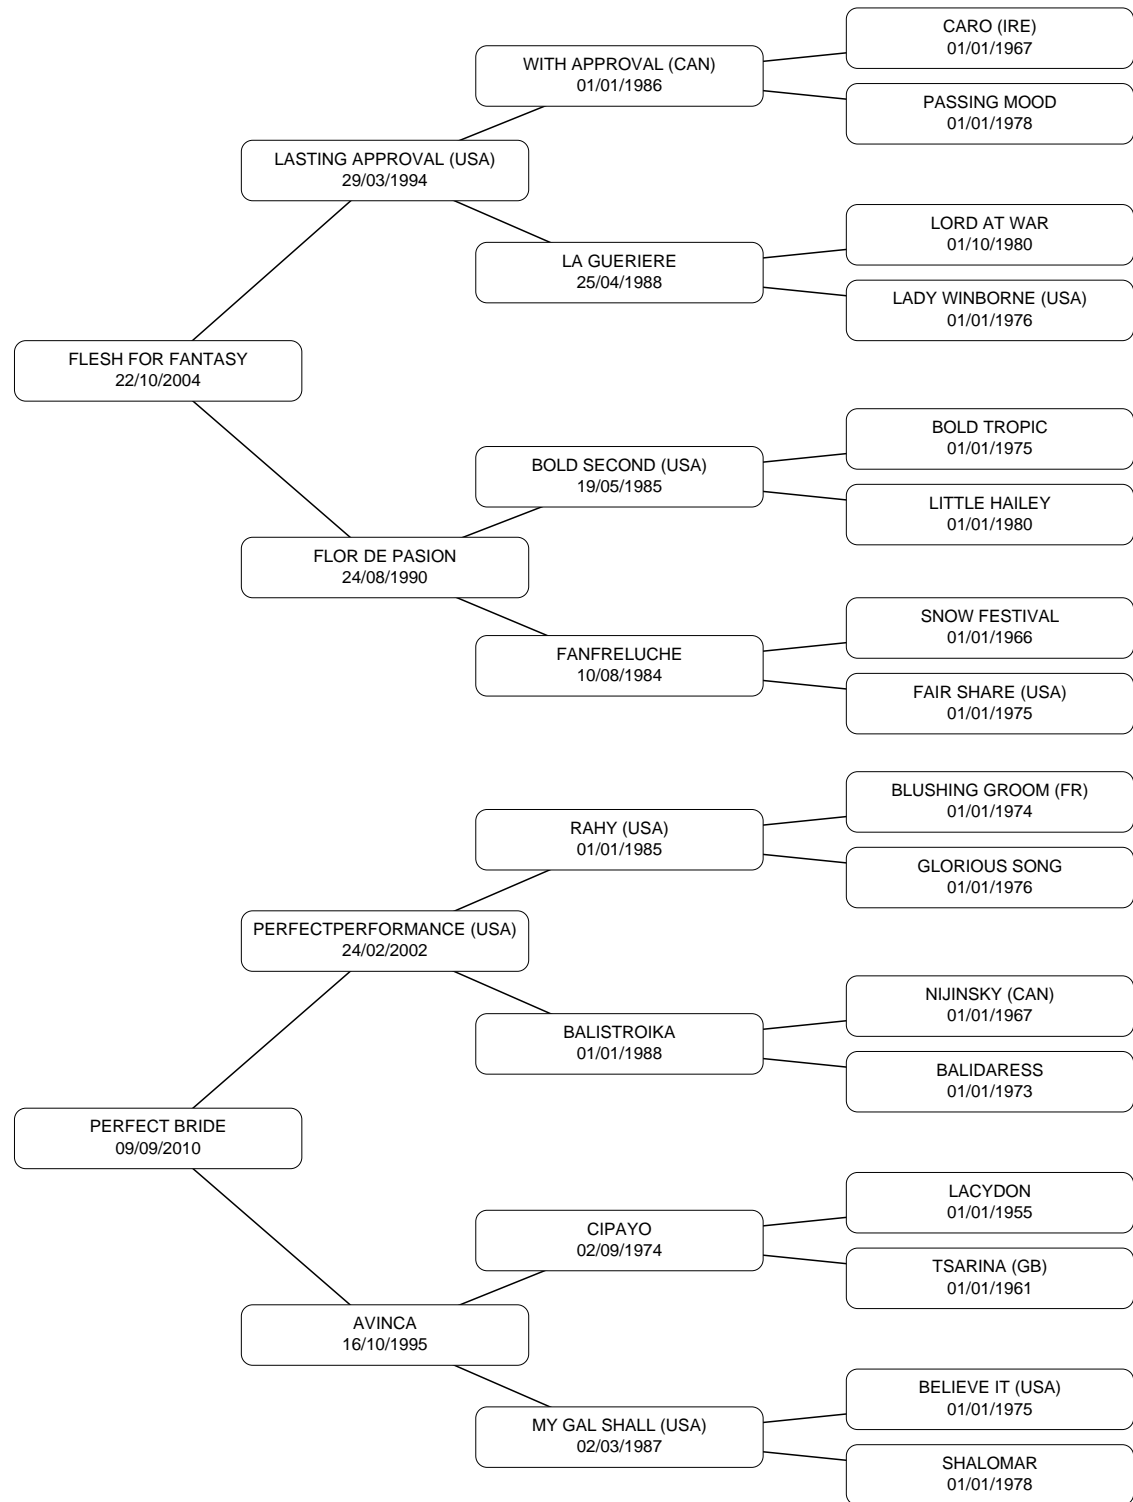 CARO (IRE)
01/01/1967
WITH APPROVAL (CAN)
01/01/1986
PASSING MOOD
01/01/1978
LASTING APPROVAL (USA)
29/03/1994
LORD AT WAR
01/10/1980
LA GUERIERE
25/04/1988
LADY WINBORNE (USA)
01/01/1976
FLESH FOR FANTASY
22/10/2004
BOLD TROPIC
01/01/1975
BOLD SECOND (USA)
19/05/1985
LITTLE HAILEY
01/01/1980
FLOR DE PASION
24/08/1990
SNOW FESTIVAL
01/01/1966
FANFRELUCHE
10/08/1984
FAIR SHARE (USA)
01/01/1975
BLUSHING GROOM (FR)
01/01/1974
RAHY (USA)
01/01/1985
GLORIOUS SONG
01/01/1976
PERFECTPERFORMANCE (USA)
24/02/2002
NIJINSKY (CAN)
01/01/1967
BALISTROIKA
01/01/1988
BALIDARESS
01/01/1973
PERFECT BRIDE
09/09/2010
LACYDON
01/01/1955
CIPAYO
02/09/1974
TSARINA (GB)
01/01/1961
AVINCA
16/10/1995
BELIEVE IT (USA)
01/01/1975
MY GAL SHALL (USA)
02/03/1987
SHALOMAR
01/01/1978